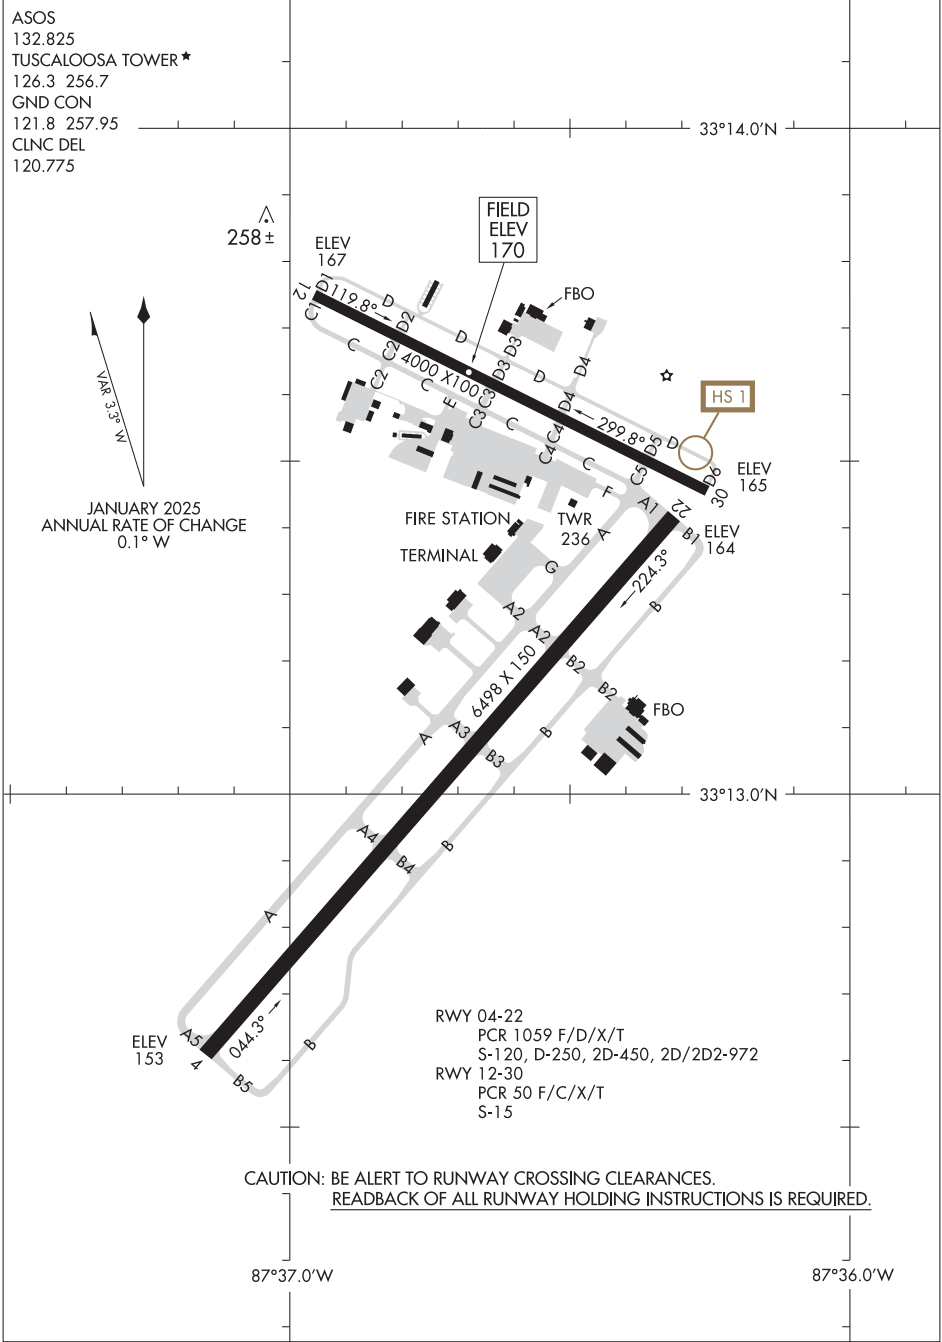 ASOS
132.825
TUSCALOOSA TOWER★
126.3 256.7
GND CON
121.8 257.95
CLNC DEL
120.775
33°14.0'N
258±
FIELD
ELEV
170
ELEV
167
12
D1
C1
119.8°
D
D2
FBO
D
C
C2
C2
4000 X100
C
E
D3
D3
C3
C3
D
D4
D4
C
C4
C4
299.8°
D5
D
C5
C
HS 1
D6
30
ELEV
165
VAR 3.3° W
JANUARY 2025
ANNUAL RATE OF CHANGE
0.1° W
FIRE STATION
TERMINAL
TWR
236
F
A1
22
B1
ELEV
164
A
G
224.3°
B
A2
A2
B2
B2
6498 X 150
FBO
A
A3
B3
B
33°13.0'N
A4
B4
B
A
ELEV
153
A5
4
044.3°
B5
B
RWY 04-22
PCR 1059 F/D/X/T
S-120, D-250, 2D-450, 2D/2D2-972
RWY 12-30
PCR 50 F/C/X/T
S-15
CAUTION: BE ALERT TO RUNWAY CROSSING CLEARANCES.
READBACK OF ALL RUNWAY HOLDING INSTRUCTIONS IS REQUIRED.
87°37.0'W
87°36.0'W